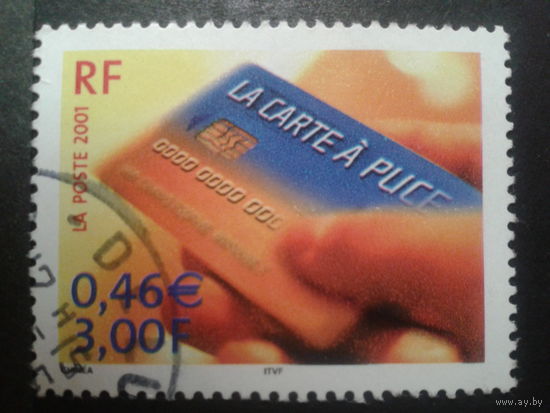 RF
LA POSTE 2001
LA CARTE À PUCE
0000 0000 000
0,46€
3,00F
ITVF
www.ay.by